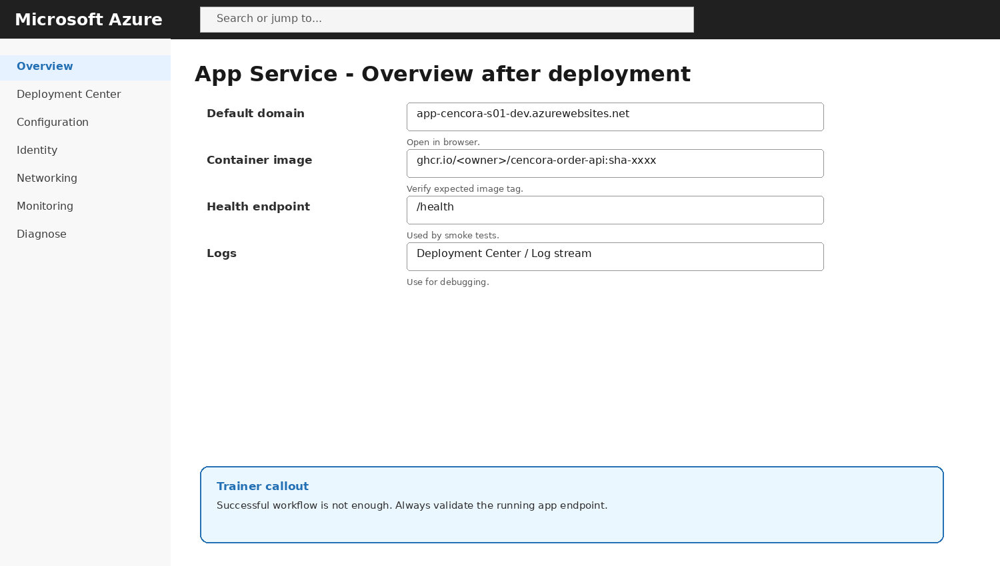 Microsoft Azure
Search or jump to...
Overview
Deployment Center
Configuration
Identity
Networking
Monitoring
Diagnose
App Service - Overview after deployment
Default domain
app-cencora-s01-dev.azurewebsites.net
Open in browser.
Container image
ghcr.io/<owner>/cencora-order-api:sha-xxxx
Verify expected image tag.
Health endpoint
/health
Used by smoke tests.
Logs
Deployment Center / Log stream
Use for debugging.
Trainer callout
Successful workflow is not enough. Always validate the running app endpoint.